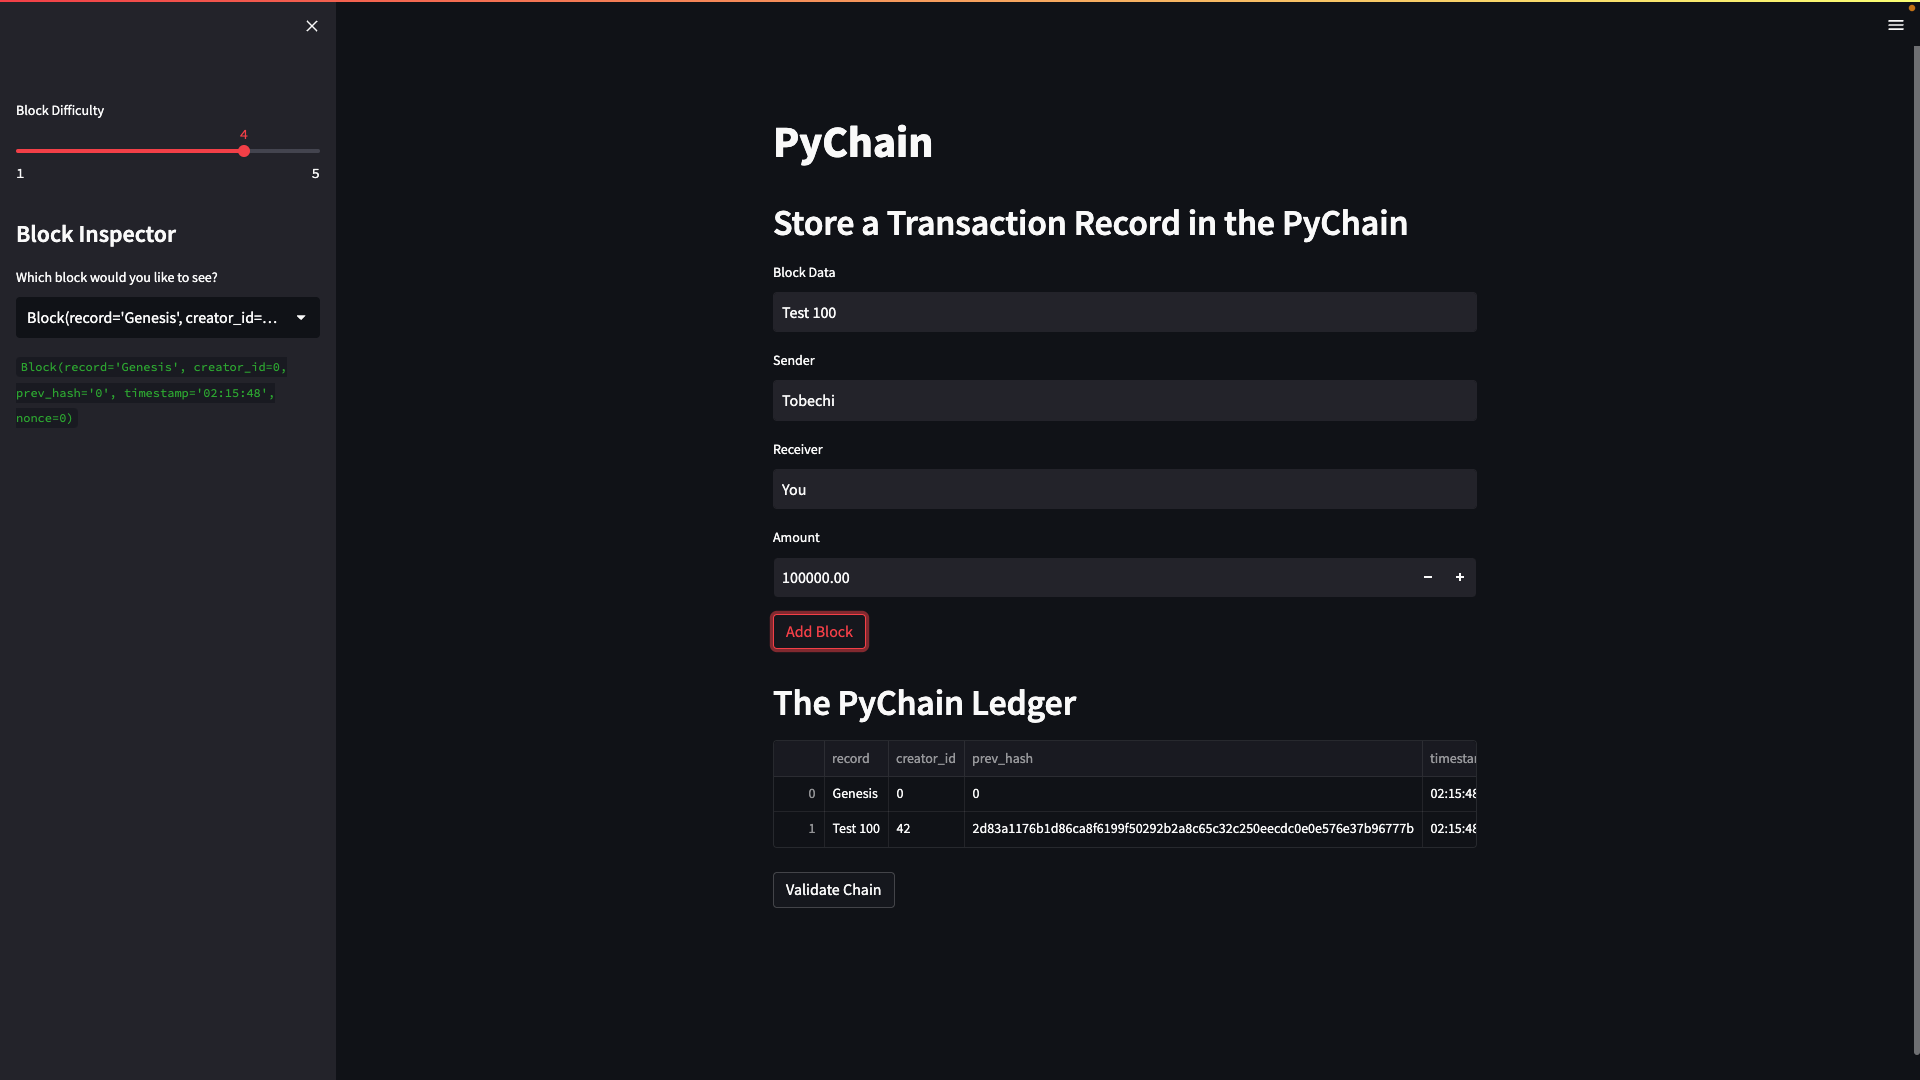 Block Difficulty
4
1 5
Block Inspector
Which block would you like to see?
Block(record='Genesis', creator_id=...
Block(record='Genesis', creator_id=0,
prev_hash='0', timestamp='02:15:48',
nonce=0)
PyChain
Store a Transaction Record in the PyChain
Block Data
Test 100
Sender
Tobechi
Receiver
You
Amount
100000.00
Add Block
The PyChain Ledger
record creator_id prev_hash timestam
0 Genesis 0 0 02:15:48
1 Test 100 42 2d83a1176b1d86ca8f6199f50292b2a8c65c32c250eecdc0e0e576e37b96777b 02:15:48
Validate Chain